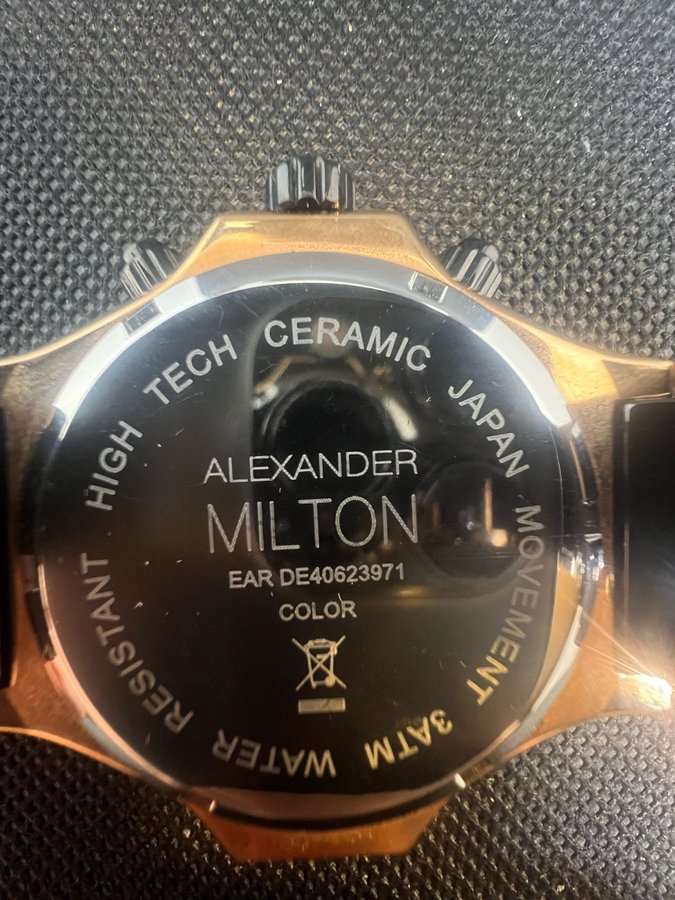 HIGH TECH CERAMIC JAPAN MOVEMENT 3ATM WATER RESISTANT
ALEXANDER
MILTON
EAR DE40623971
COLOR